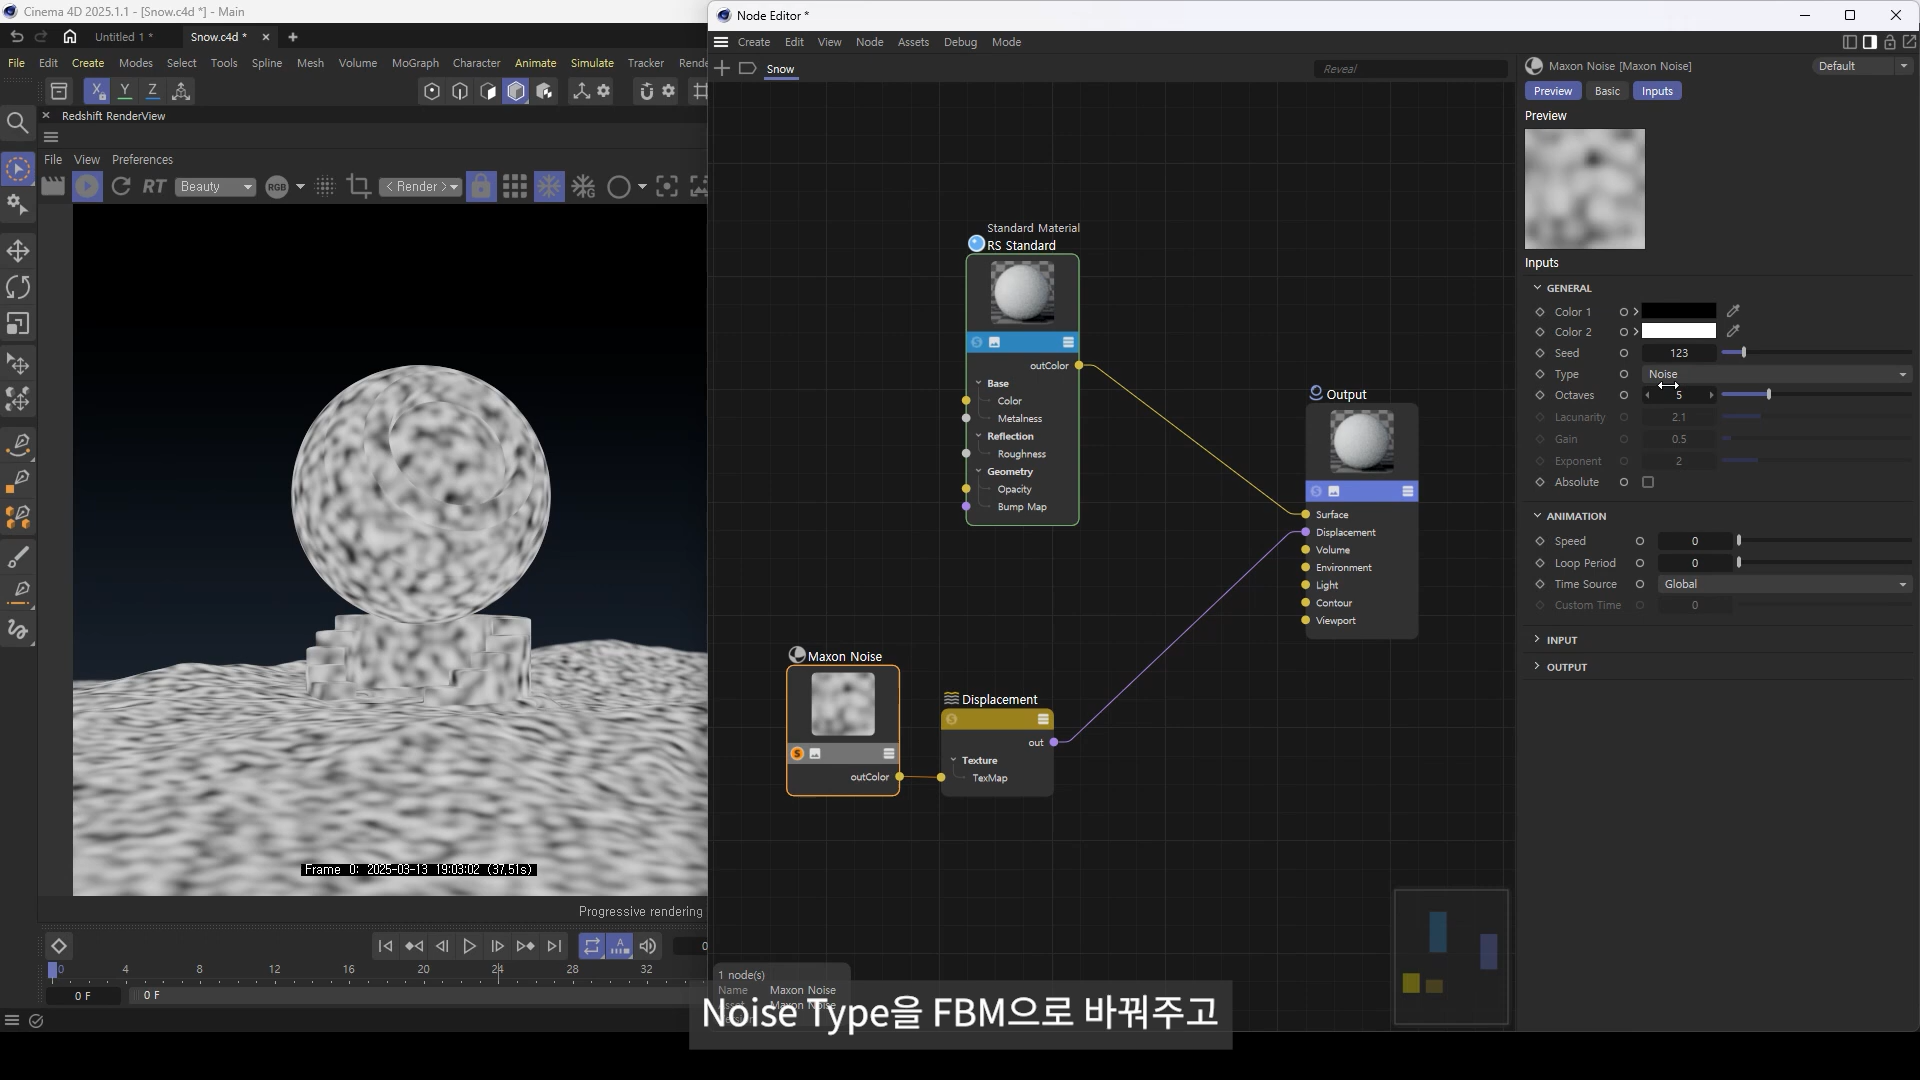 Cinema 4D 2025.1.1 - [Snow.c4d *] - Main
Untitled 1 *
Snow.c4d *
File Edit Create Modes Select Tools Spline Mesh Volume MoGraph Character Animate Simulate Tracker Rende
X Y Z
Redshift RenderView
File View Preferences
RT Beauty RGB < Render >
Frame 0: 2025-03-13 19:03:02 (37.51s)
Progressive rendering
0 4 8 12 16 20 24 28 32
0 F
0 F
Node Editor *
Create Edit View Node Assets Debug Mode
Snow
Reveal
Standard Material
RS Standard
outColor
Base
Color
Metalness
Reflection
Roughness
Geometry
Opacity
Bump Map
Output
Surface
Displacement
Volume
Environment
Light
Contour
Viewport
Maxon Noise
outColor
Displacement
out
Texture
TexMap
1 node(s)
Name Maxon Noise
Maxon Noise
Noise Type을 FBM으로 바꿔주고
Maxon Noise [Maxon Noise]
Default
Preview Basic Inputs
Preview
Inputs
GENERAL
Color 1
Color 2
Seed 123
Type Noise
Octaves 5
Lacunarity 2.1
Gain 0.5
Exponent 2
Absolute
ANIMATION
Speed 0
Loop Period 0
Time Source Global
Custom Time 0
INPUT
OUTPUT